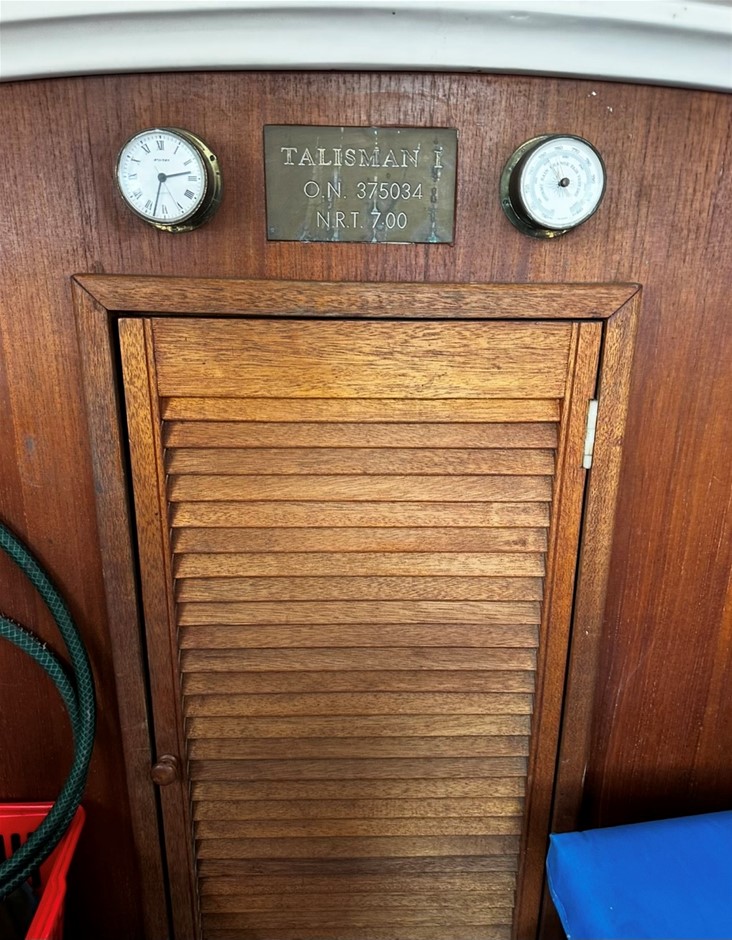 TALISMAN I
O.N. 375034
N.R.T. 7.00